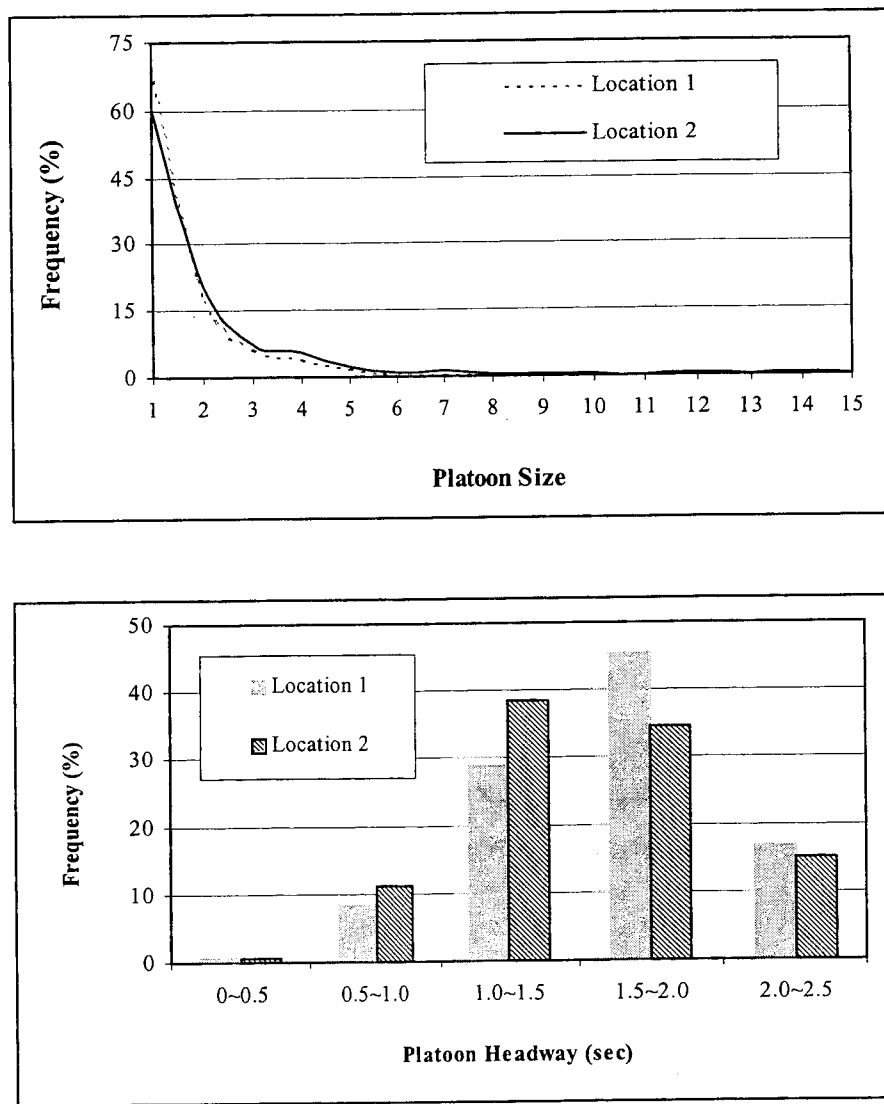 75
60
45
30
15
0
Frequency (%)
Location 1
Location 2
1 2 3 4 5 6 7 8 9 10 11 12 13 14 15
Platoon Size
50
40
30
20
10
0
Frequency (%)
Location 1
Location 2
0~0.5 0.5~1.0 1.0~1.5 1.5~2.0 2.0~2.5
Platoon Headway (sec)